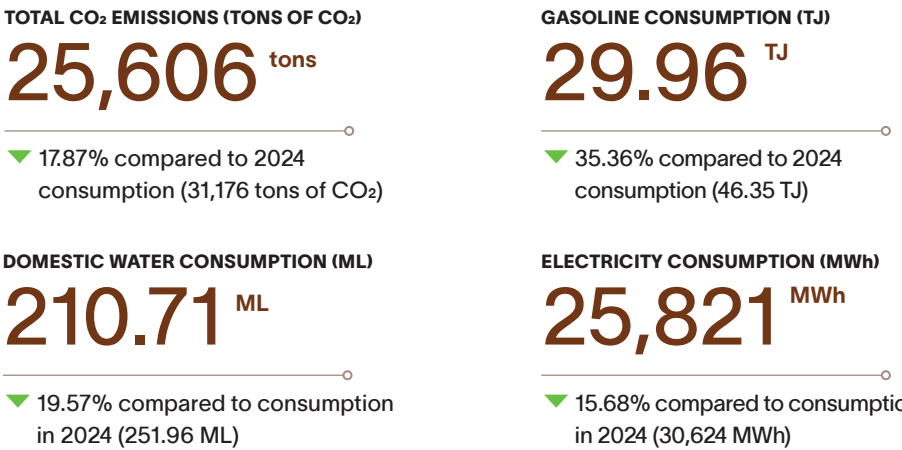 TOTAL CO₂ EMISSIONS (TONS OF CO₂)
25,606 tons
17.87% compared to 2024
consumption (31,176 tons of CO₂)
GASOLINE CONSUMPTION (TJ)
29.96 TJ
35.36% compared to 2024
consumption (46.35 TJ)
DOMESTIC WATER CONSUMPTION (ML)
210.71 ML
19.57% compared to consumption
in 2024 (251.96 ML)
ELECTRICITY CONSUMPTION (MWh)
25,821 MWh
15.68% compared to
in 2024 (30,624 MWh)